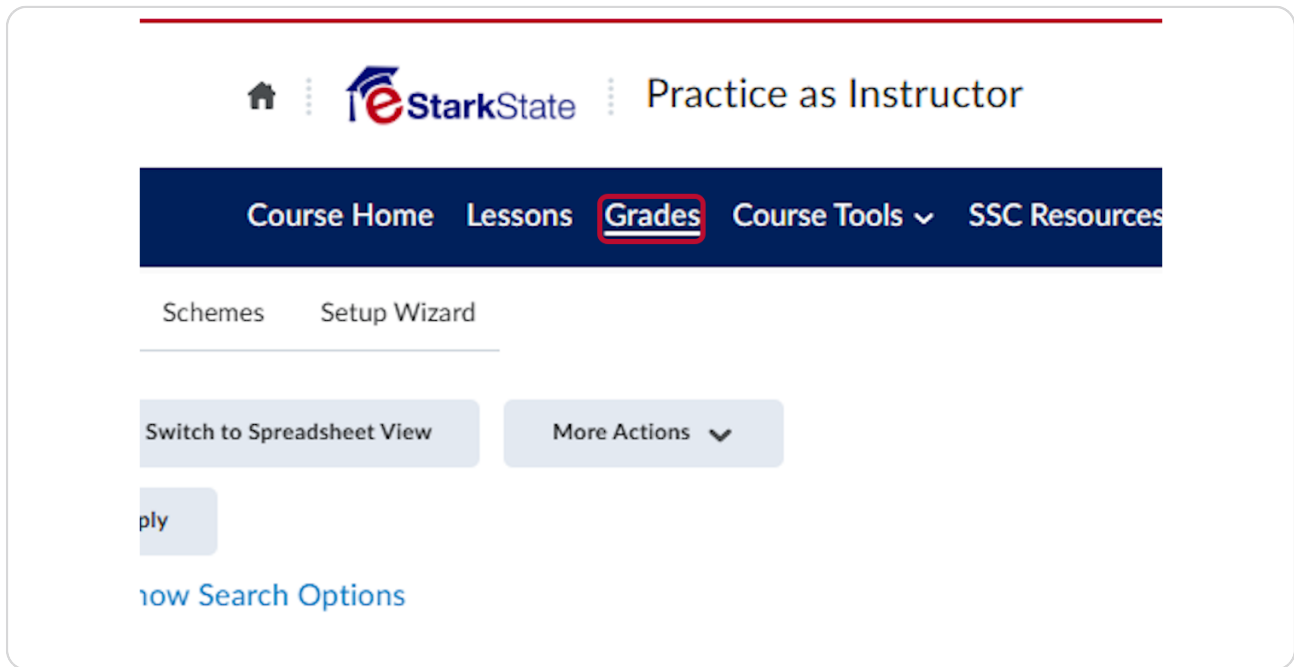 eStarkState Practice as Instructor
Course Home Lessons Grades Course Tools SSC Resources
Schemes Setup Wizard
Switch to Spreadsheet View More Actions
ply
how Search Options